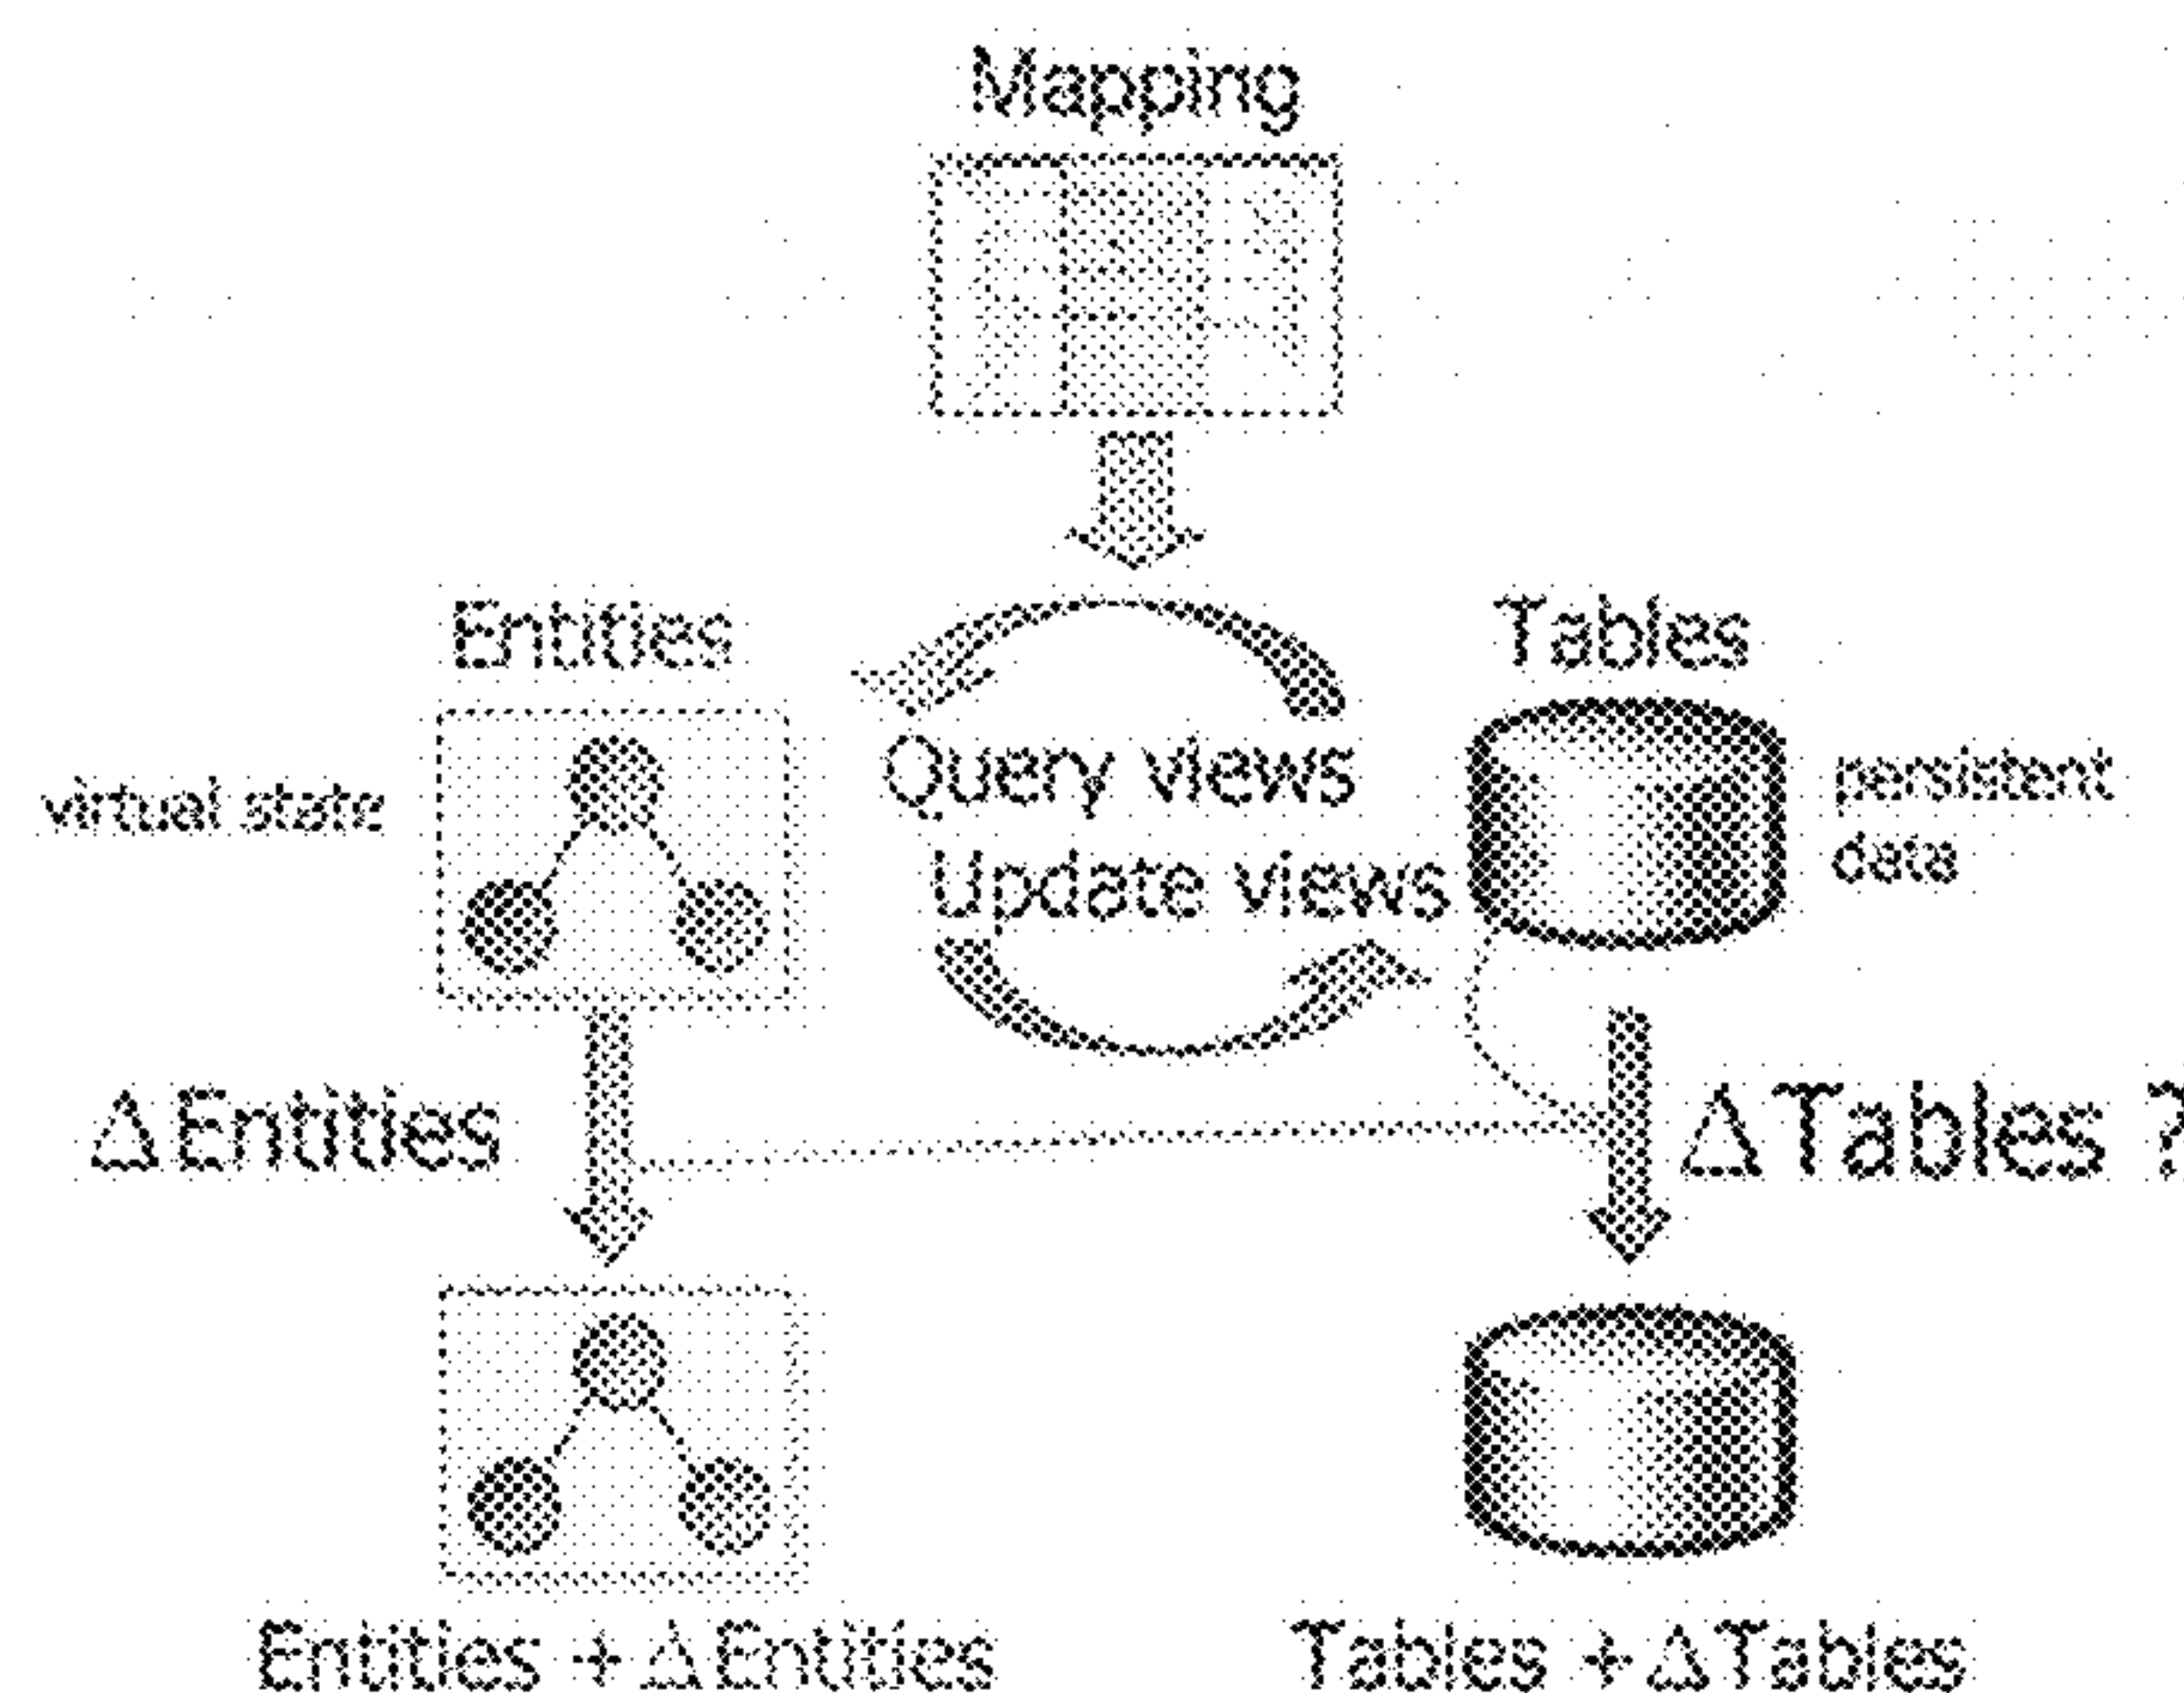 Mapping
Entities
Tables
virtual state
Query views
Update views
persistent
data
ΔEntities
ΔTables ?
Entities + ΔEntities
Tables + ΔTables